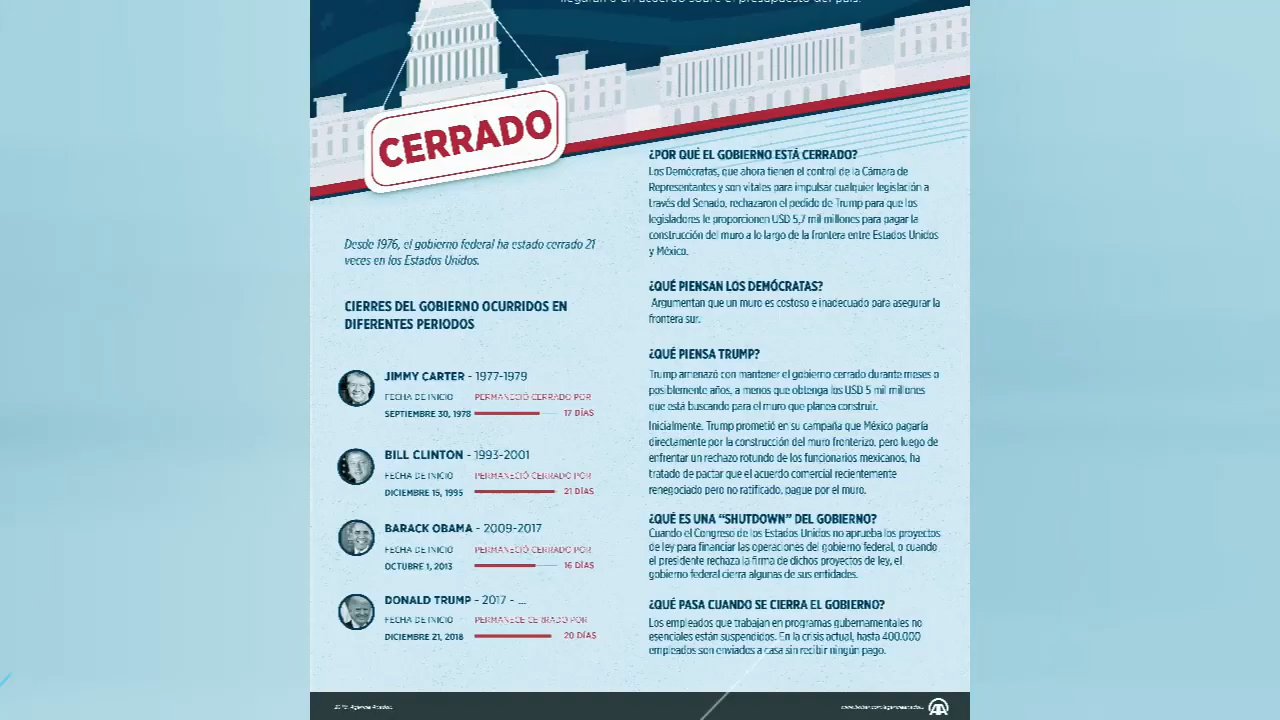 CERRADO
Desde 1976, el gobierno federal ha estado cerrado 21
veces en los Estados Unidos.
CIERRES DEL GOBIERNO OCURRIDOS EN
DIFERENTES PERIODOS
JIMMY CARTER - 1977-1979
FECHA DE INICIO PERMANECIÓ CERRADO POR
SEPTIEMBRE 30, 1978 17 DÍAS
BILL CLINTON - 1993-2001
FECHA DE INICIO PERMANECIÓ CERRADO POR
DICIEMBRE 15, 1995 21 DÍAS
BARACK OBAMA - 2009-2017
FECHA DE INICIO PERMANECIÓ CERRADO POR
OCTUBRE 1, 2013 16 DÍAS
DONALD TRUMP - 2017 - ...
FECHA DE INICIO PERMANECE CERRADO POR
DICIEMBRE 21, 2018 20 DÍAS
¿POR QUÉ EL GOBIERNO ESTÁ CERRADO?
Los Demócratas, que ahora tienen el control de la Cámara de
Representantes y son vitales para impulsar cualquier legislación a
través del Senado, rechazaron el pedido de Trump para que los
legisladores le proporcionen USD 5,7 mil millones para pagar la
construcción del muro a lo largo de la frontera entre Estados Unidos
y México.
¿QUÉ PIENSAN LOS DEMÓCRATAS?
Argumentan que un muro es costoso e inadecuado para asegurar la
frontera sur.
¿QUÉ PIENSA TRUMP?
Trump amenazó con mantener el gobierno cerrado durante meses o
posiblemente años, a menos que obtenga los USD 5 mil millones
que está buscando para el muro que planea construir.
Inicialmente, Trump prometió en su campaña que México pagaría
directamente por la construcción del muro fronterizo, pero luego de
enfrentar un rechazo rotundo de los funcionarios mexicanos, ha
tratado de pactar que el acuerdo comercial recientemente
renegociado pero no ratificado, pague por el muro.
¿QUÉ ES UNA “SHUTDOWN” DEL GOBIERNO?
Cuando el Congreso de los Estados Unidos no aprueba los proyectos
de ley para financiar las operaciones del gobierno federal, o cuando
el presidente rechaza la firma de dichos proyectos de ley, el
gobierno federal cierra algunas de sus entidades.
¿QUÉ PASA CUANDO SE CIERRA EL GOBIERNO?
Los empleados que trabajan en programas gubernamentales no
esenciales están suspendidos. En la crisis actual, hasta 400.000
empleados son enviados a casa sin recibir ningún pago.